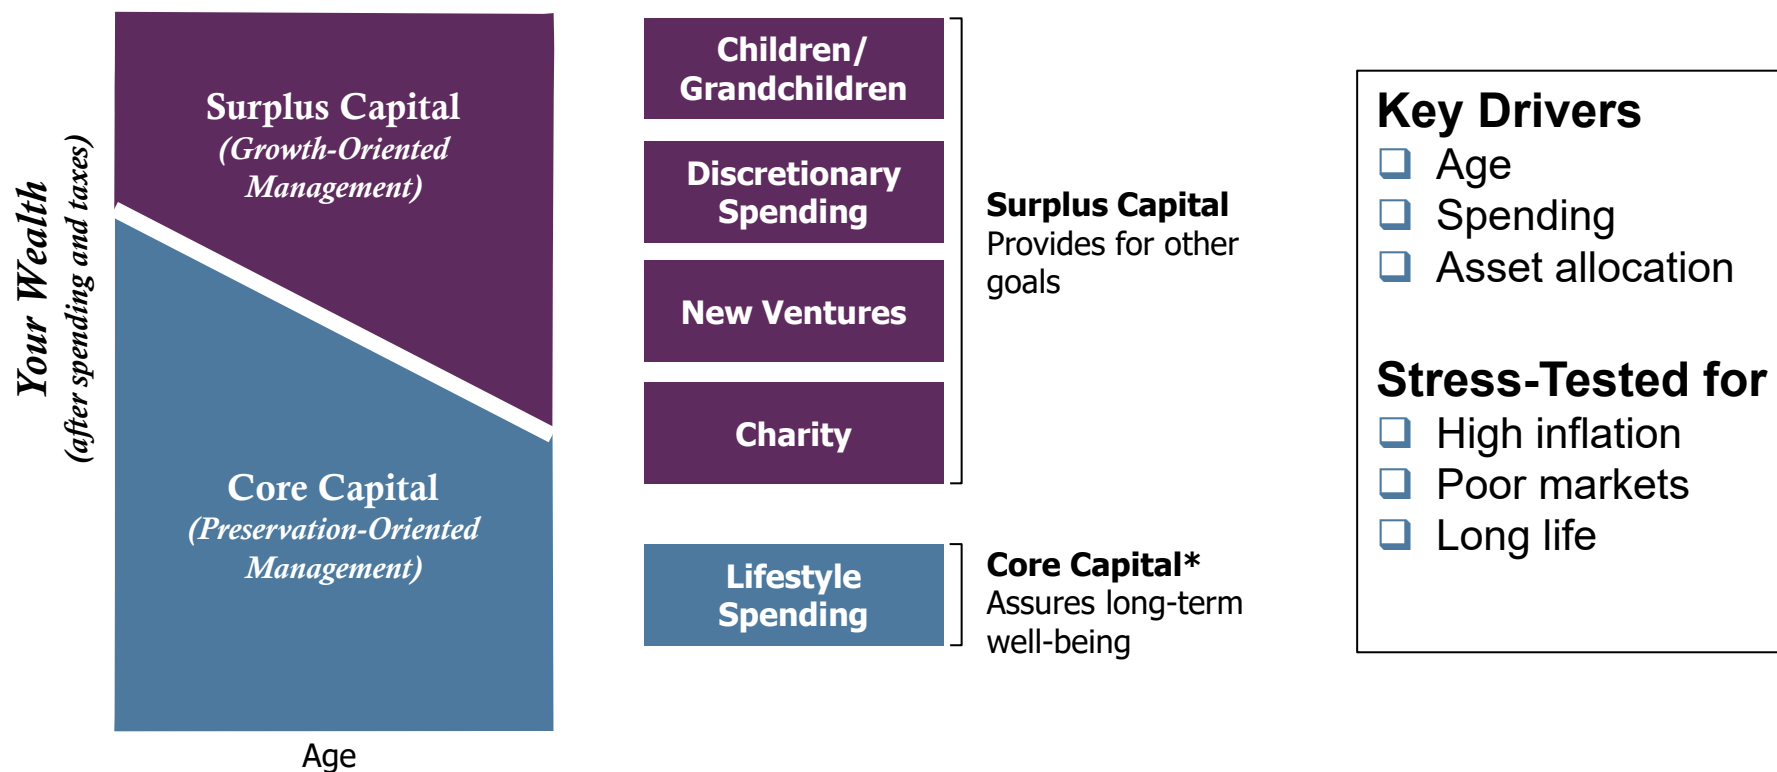 Your Wealth
(after spending and taxes)
Surplus Capital
(Growth-Oriented
Management)
Core Capital
(Preservation-Oriented
Management)
Age
Children/
Grandchildren
Discretionary
Spending
New Ventures
Charity
Lifestyle
Spending
Surplus Capital
Provides for other
goals
Core Capital*
Assures long-term
well-being
Key Drivers
❑ Age
❑ Spending
❑ Asset allocation
Stress-Tested for
❑ High inflation
❑ Poor markets
❑ Long life